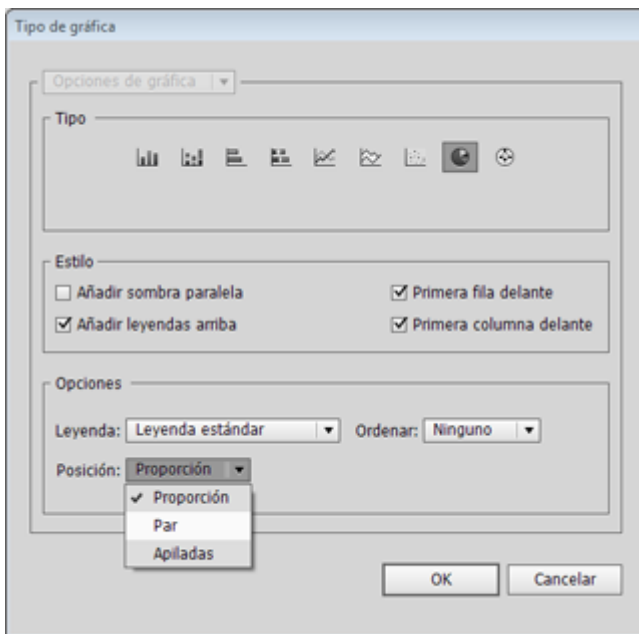 Tipo de gráfica
Opciones de gráfica
Tipo
Estilo
Añadir sombra paralela
Primera fila delante
Añadir leyendas arriba
Primera columna delante
Opciones
Leyenda: Leyenda estándar Ordenar: Ninguno
Posición: Proporción
Proporción
Par
Apiladas
OK Cancelar